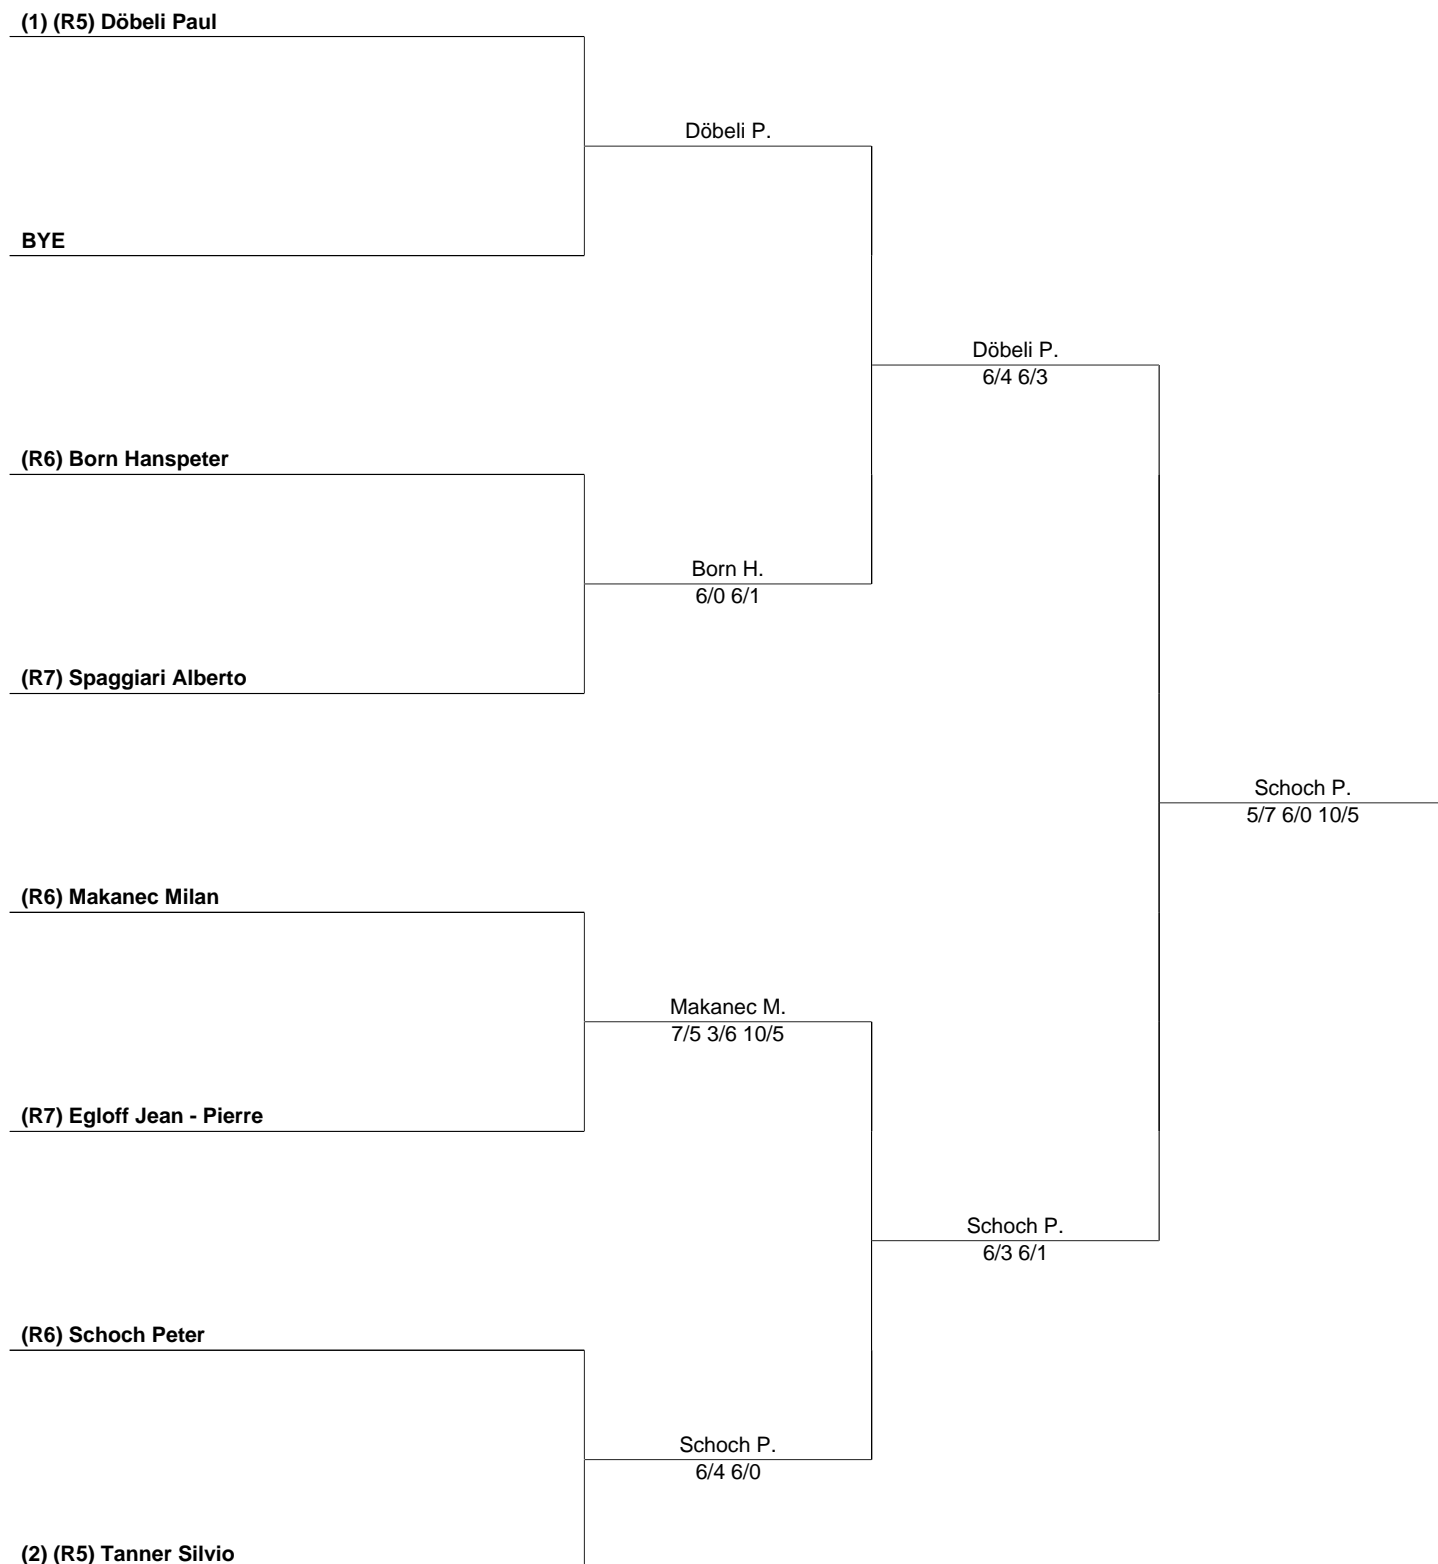 (1) (R5) Döbeli Paul
Döbeli P.
BYE
Döbeli P.
6/4 6/3
(R6) Born Hanspeter
Born H.
6/0 6/1
(R7) Spaggiari Alberto
Schoch P.
5/7 6/0 10/5
(R6) Makanec Milan
Makanec M.
7/5 3/6 10/5
(R7) Egloff Jean - Pierre
Schoch P.
6/3 6/1
(R6) Schoch Peter
Schoch P.
6/4 6/0
(2) (R5) Tanner Silvio